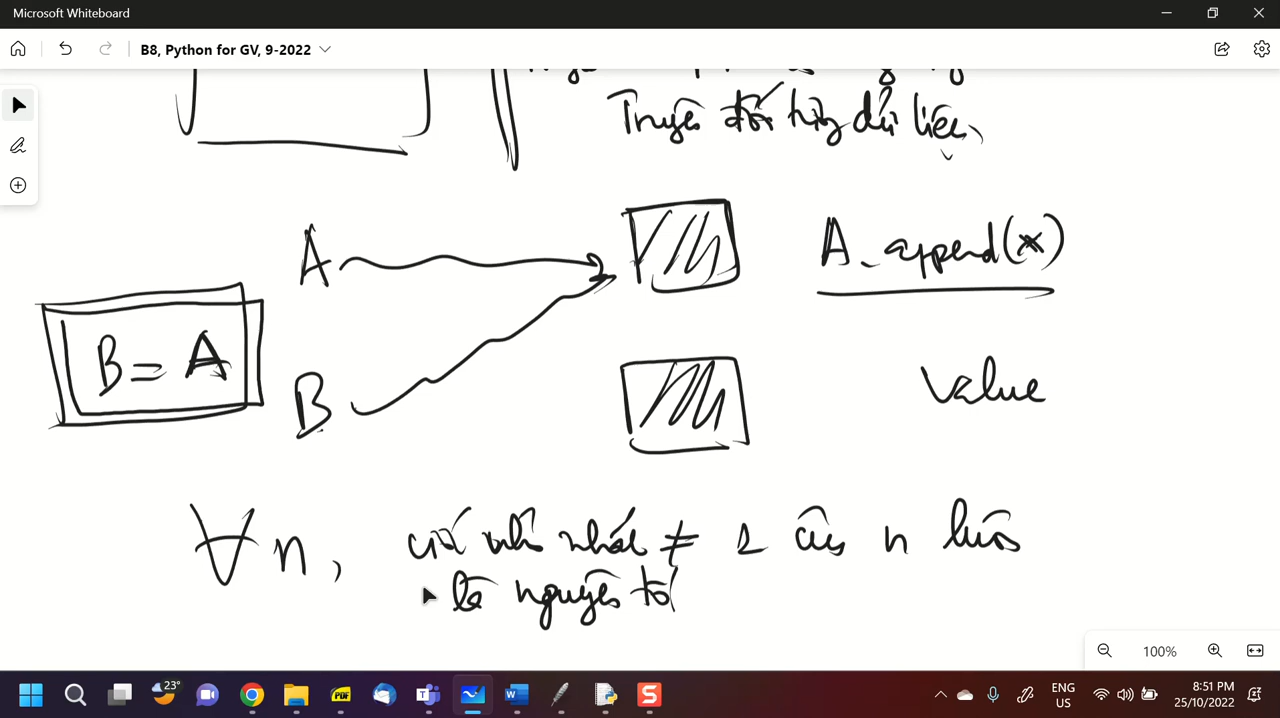 Microsoft Whiteboard
B8, Python for GV, 9-2022
Truyền đối tượng dữ liệu
A
A.append(x)
B = A
B
value
∀n, ước nhỏ nhất ≠ 1 của n luôn
là nguyên tố
100%
23°
ENG
US
8:51 PM
25/10/2022